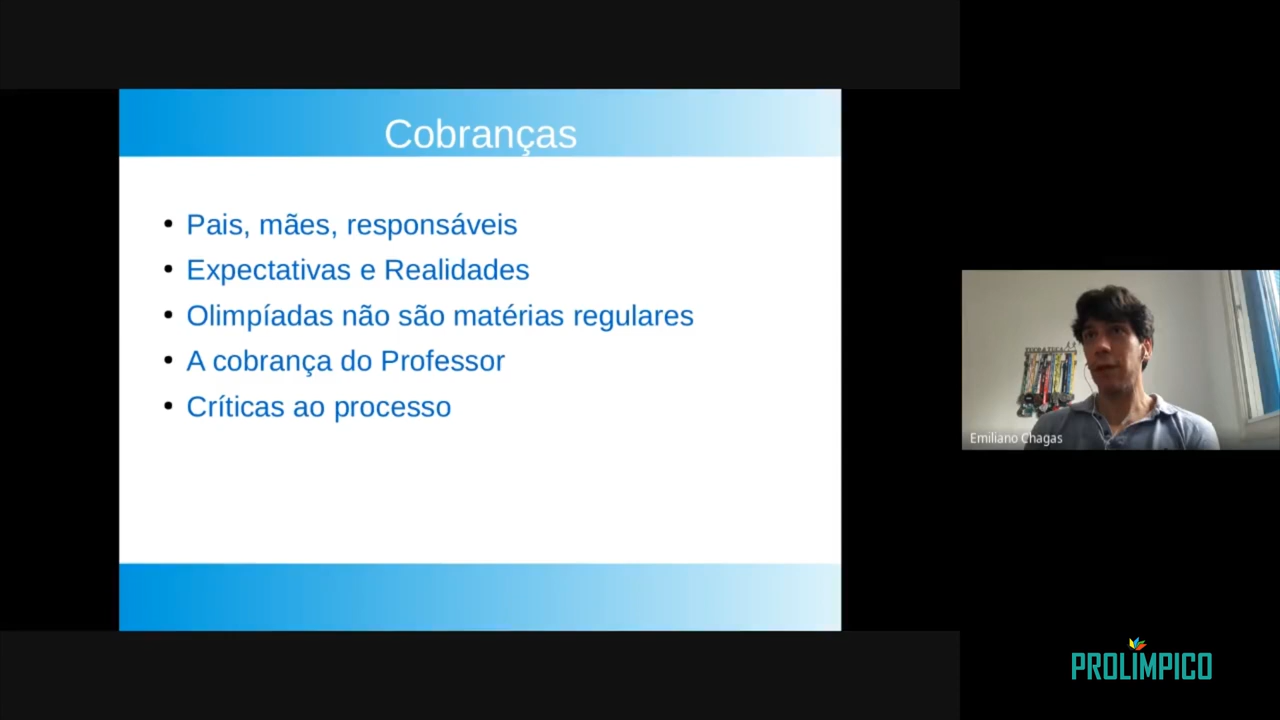 Cobranças
Pais, mães, responsáveis
Expectativas e Realidades
Olimpíadas não são matérias regulares
A cobrança do Professor
Críticas ao processo
Emiliano Chagas
PROLIMPICO